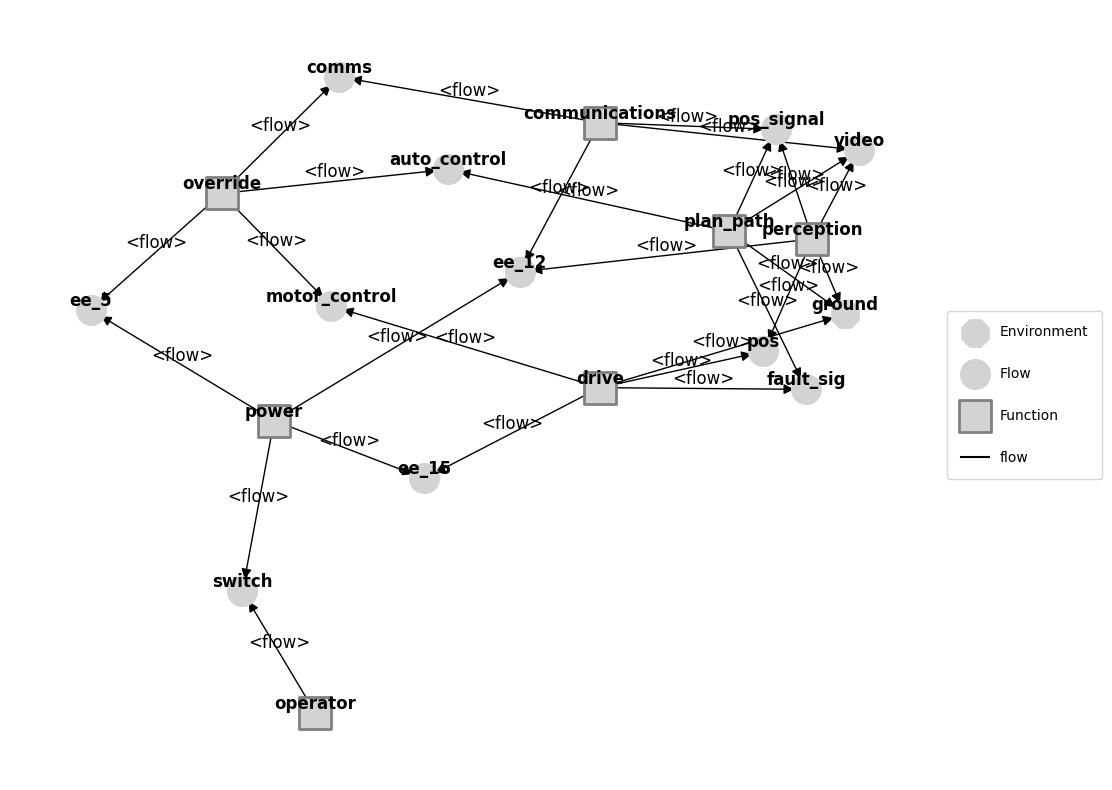 comms
<flow>
communications
<flow>
pos_signal
<flow>
<flow>
video
auto_control
<flow>
override
<flow>
<flow>
<flow>
<flow>
<flow>
<flow>
<flow>
plan_path
perception
<flow>
<flow>
<flow>
ee_12
<flow>
<flow>
<flow>
ee_5
motor_control
<flow>
ground
<flow>
<flow>
<flow>
pos
<flow>
<flow>
drive
<flow>
fault_sig
power
<flow>
<flow>
ee_15
<flow>
switch
<flow>
operator
Environment
Flow
Function
flow